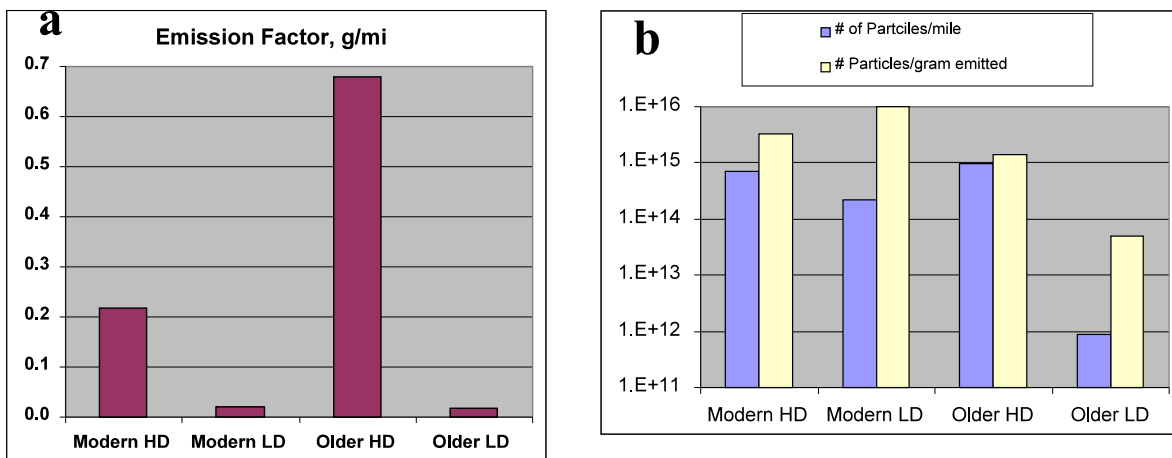 a
Emission Factor, g/mi
0.7
0.6
0.5
0.4
0.3
0.2
0.1
0.0
Modern HD Modern LD Older HD Older LD
b
# of Partciles/mile
# Particles/gram emitted
1.E+16
1.E+15
1.E+14
1.E+13
1.E+12
1.E+11
Modern HD Modern LD Older HD Older LD